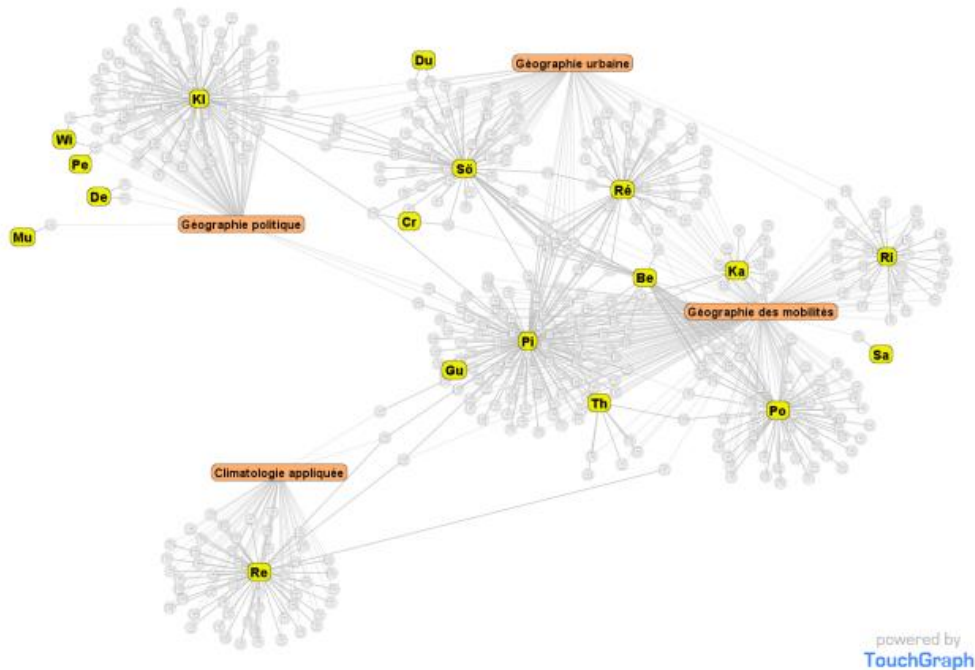 Du
Géographie urbaine
Kl
Wi
Pe
Sö
Ré
De
Géographie politique
Cr
Mu
Ri
Ka
Be
Géographie des mobilités
Pi
Sa
Gu
Th
Po
Climatologie appliquée
Re
powered by
TouchGraph